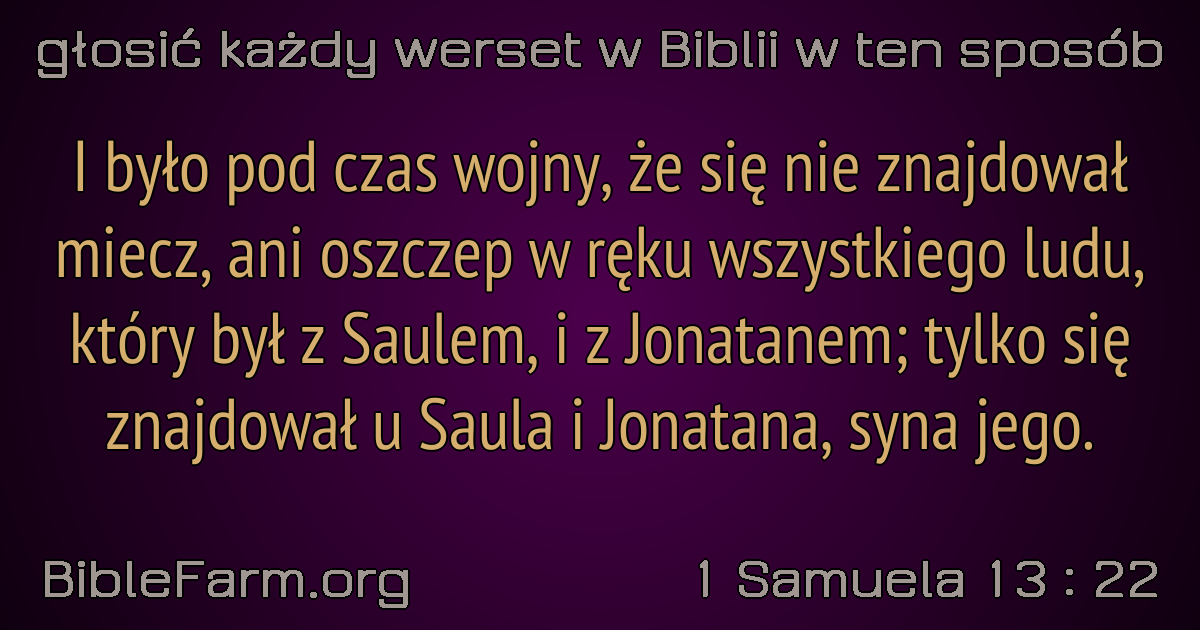 głosić każdy werset w Biblii w ten sposób
I było pod czas wojny, że się nie znajdował
miecz, ani oszczep w ręku wszystkiego ludu,
który był z Saulem, i z Jonatanem; tylko się
znajdował u Saula i Jonatana, syna jego.
BibleFarm.org
1 Samuela 13 : 22